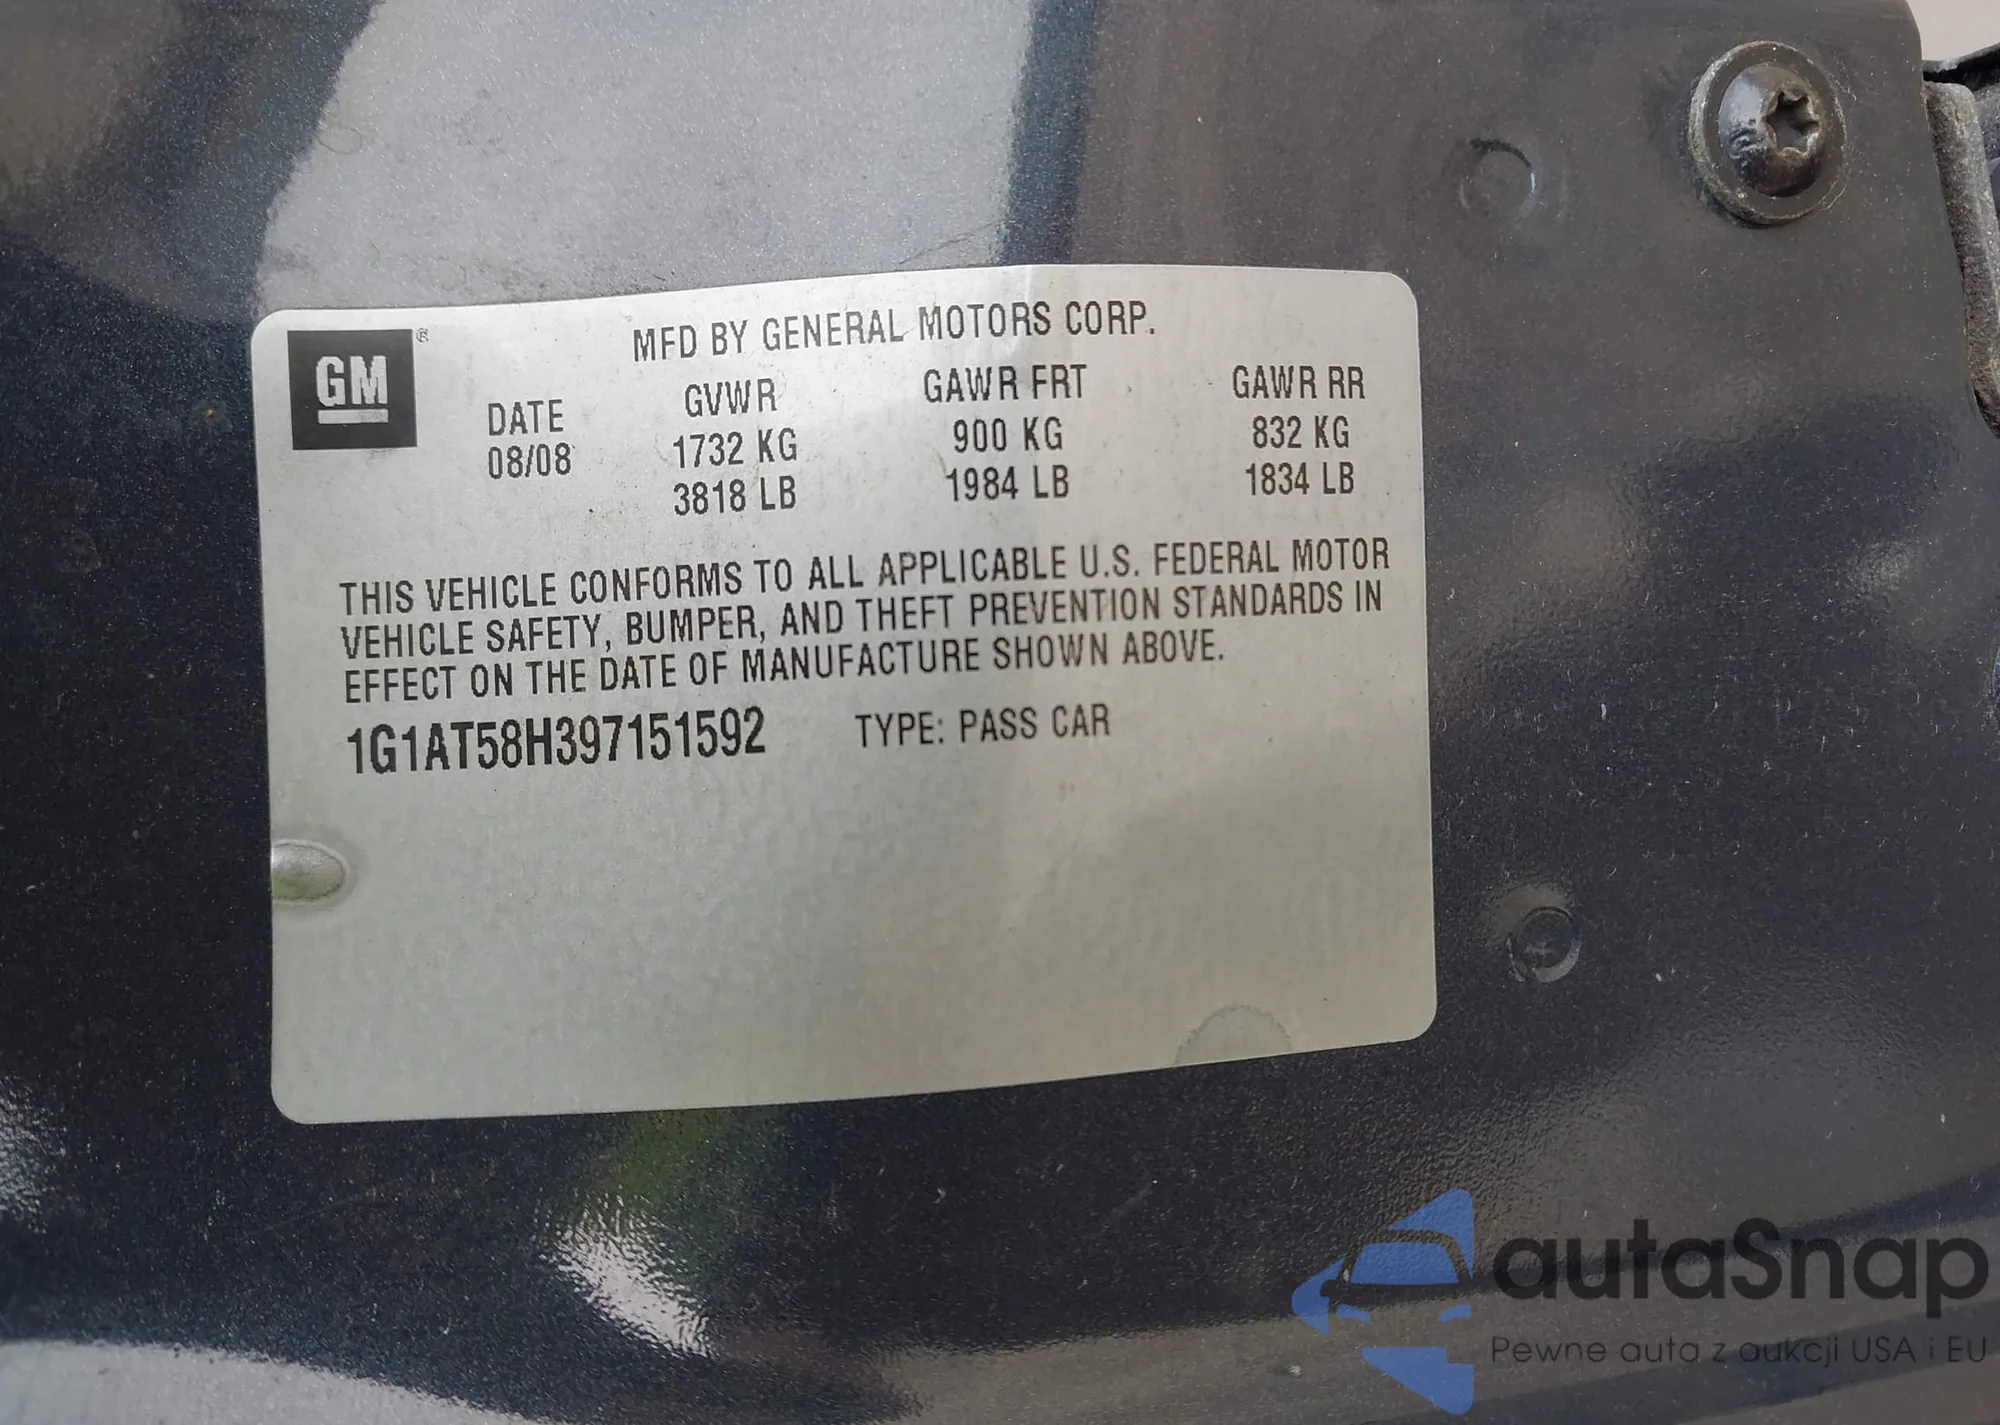 GM ®
MFD BY GENERAL MOTORS CORP.
DATE GVWR GAWR FRT GAWR RR
08/08 1732 KG 900 KG 832 KG
3818 LB 1984 LB 1834 LB
THIS VEHICLE CONFORMS TO ALL APPLICABLE U.S. FEDERAL MOTOR
VEHICLE SAFETY, BUMPER, AND THEFT PREVENTION STANDARDS IN
EFFECT ON THE DATE OF MANUFACTURE SHOWN ABOVE.
1G1AT58H397151592 TYPE: PASS CAR
autaSnap
Pewne auta z aukcji USA i EU